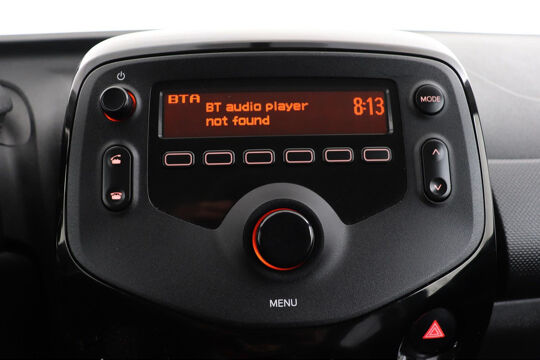 BTA
BT audio player
not found
8:13
MODE
MENU